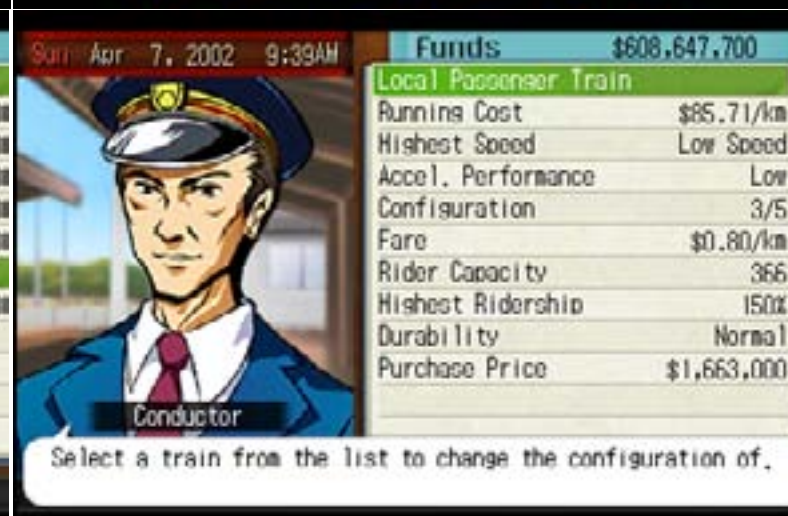 Sun Apr 7, 2002 9:39AM
Funds $608,647,700
Local Passenger Train
Running Cost $85.71/km
Highest Speed Low Speed
Accel. Performance Low
Configuration 3/5
Fare $0.80/km
Rider Capacity 366
Highest Ridership 150%
Durability Normal
Purchase Price $1,663,000
Conductor
Select a train from the list to change the configuration of.